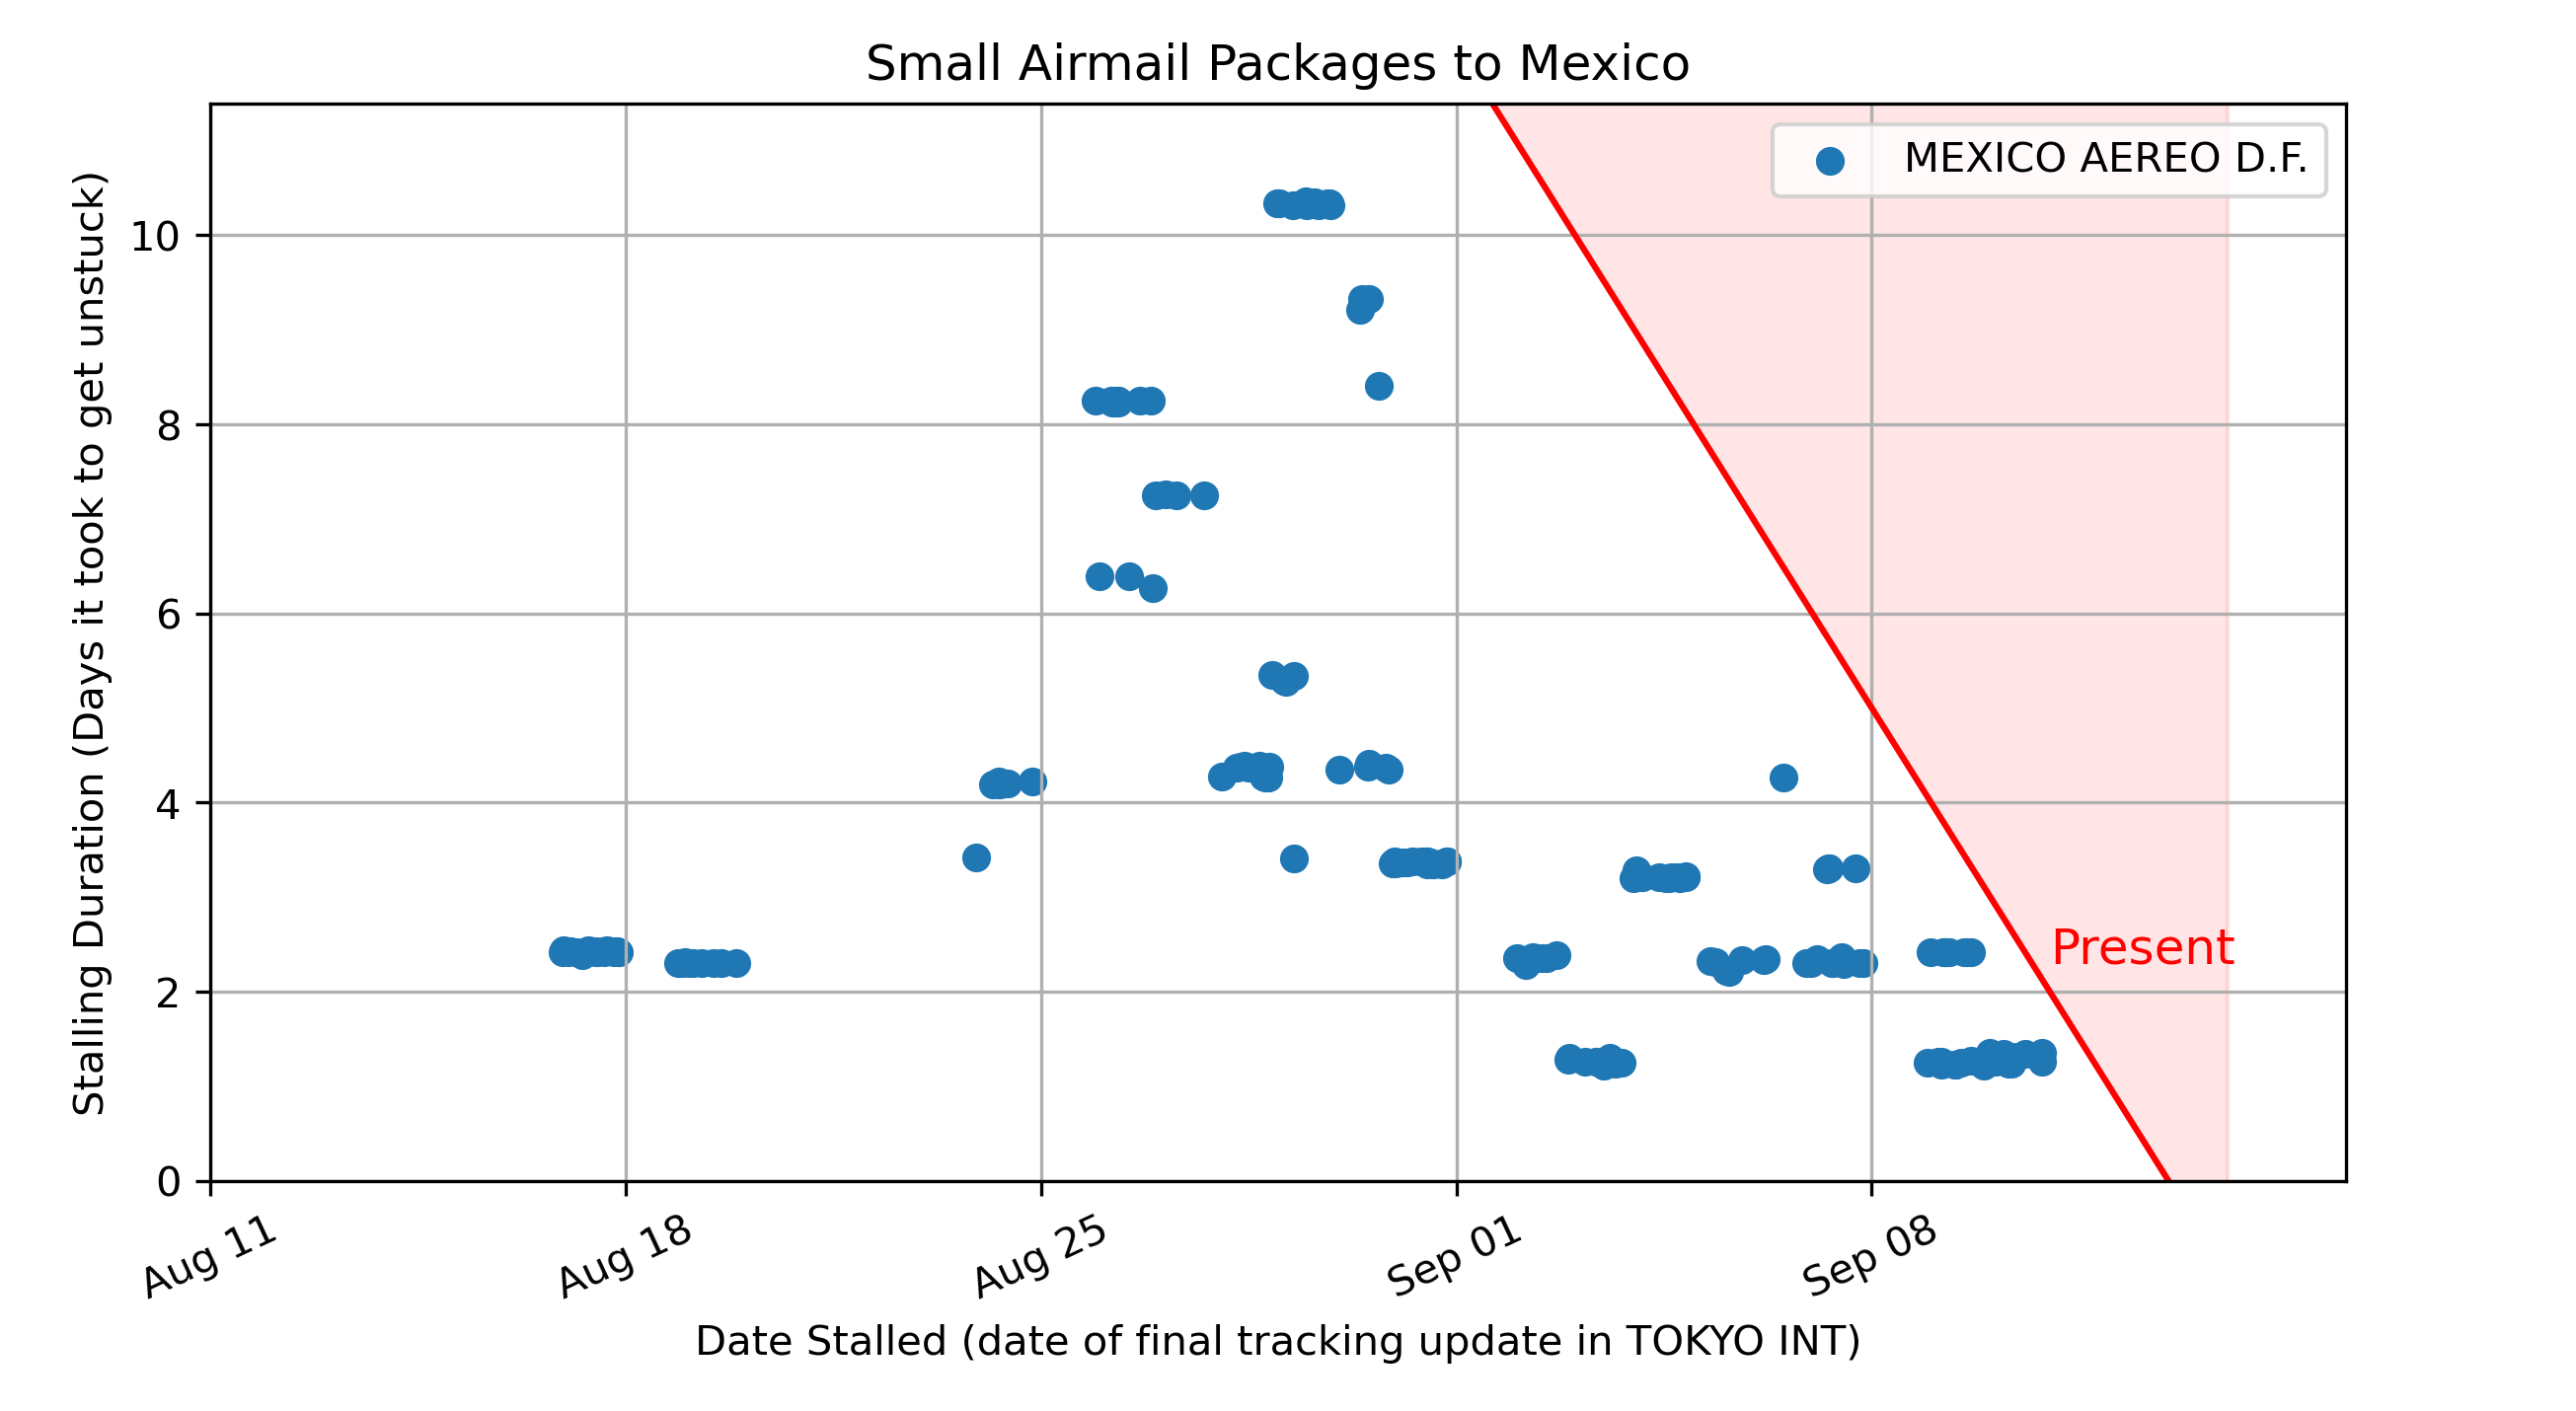 Small Airmail Packages to Mexico
MEXICO AEREO D.F.
Stalling Duration (Days it took to get unstuck)
10
8
6
4
2
0
Present
Aug 11
Aug 18
Aug 25
Sep 01
Sep 08
Date Stalled (date of final tracking update in TOKYO INT)